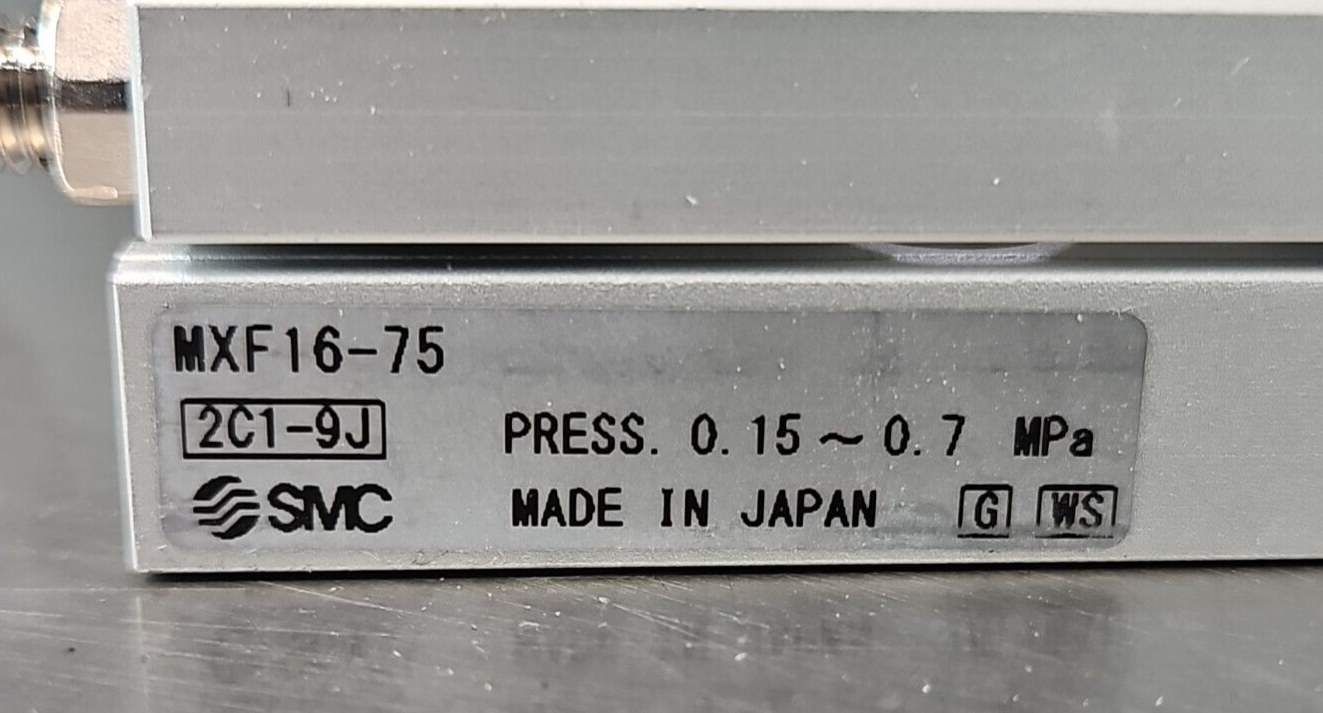 MXF16-75
2C1-9J PRESS. 0.15～0.7 MPa
SMC MADE IN JAPAN G WS